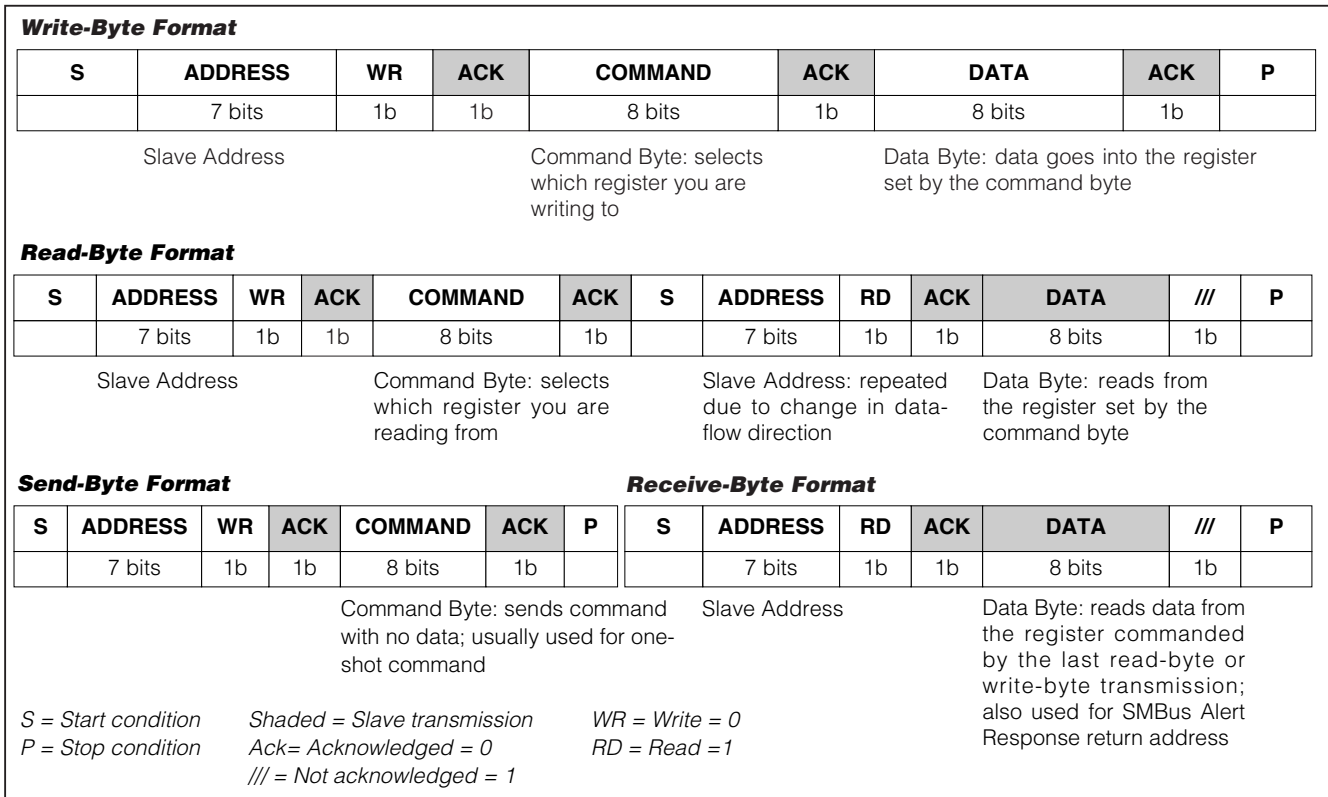 Write-Byte Format
S ADDRESS WR ACK COMMAND ACK DATA ACK P
7 bits 1b 1b 8 bits 1b 8 bits 1b
Slave Address
Command Byte: selects
which register you are
writing to
Data Byte: data goes into the register
set by the command byte
Read-Byte Format
S ADDRESS WR ACK COMMAND ACK S ADDRESS RD ACK DATA /// P
7 bits 1b 1b 8 bits 1b 7 bits 1b 1b 8 bits 1b
Slave Address
Command Byte: selects
which register you are
reading from
Slave Address: repeated
due to change in data-
flow direction
Data Byte: reads from
the register set by the
command byte
Send-Byte Format
S ADDRESS WR ACK COMMAND ACK P
7 bits 1b 1b 8 bits 1b
Command Byte: sends command
with no data; usually used for one-
shot command
Receive-Byte Format
S ADDRESS RD ACK DATA /// P
7 bits 1b 1b 8 bits 1b
Slave Address
Data Byte: reads data from
the register commanded
by the last read-byte or
write-byte transmission;
also used for SMBus Alert
Response return address
S = Start condition
P = Stop condition
Shaded = Slave transmission
Ack= Acknowledged = 0
/// = Not acknowledged = 1
WR = Write = 0
RD = Read =1